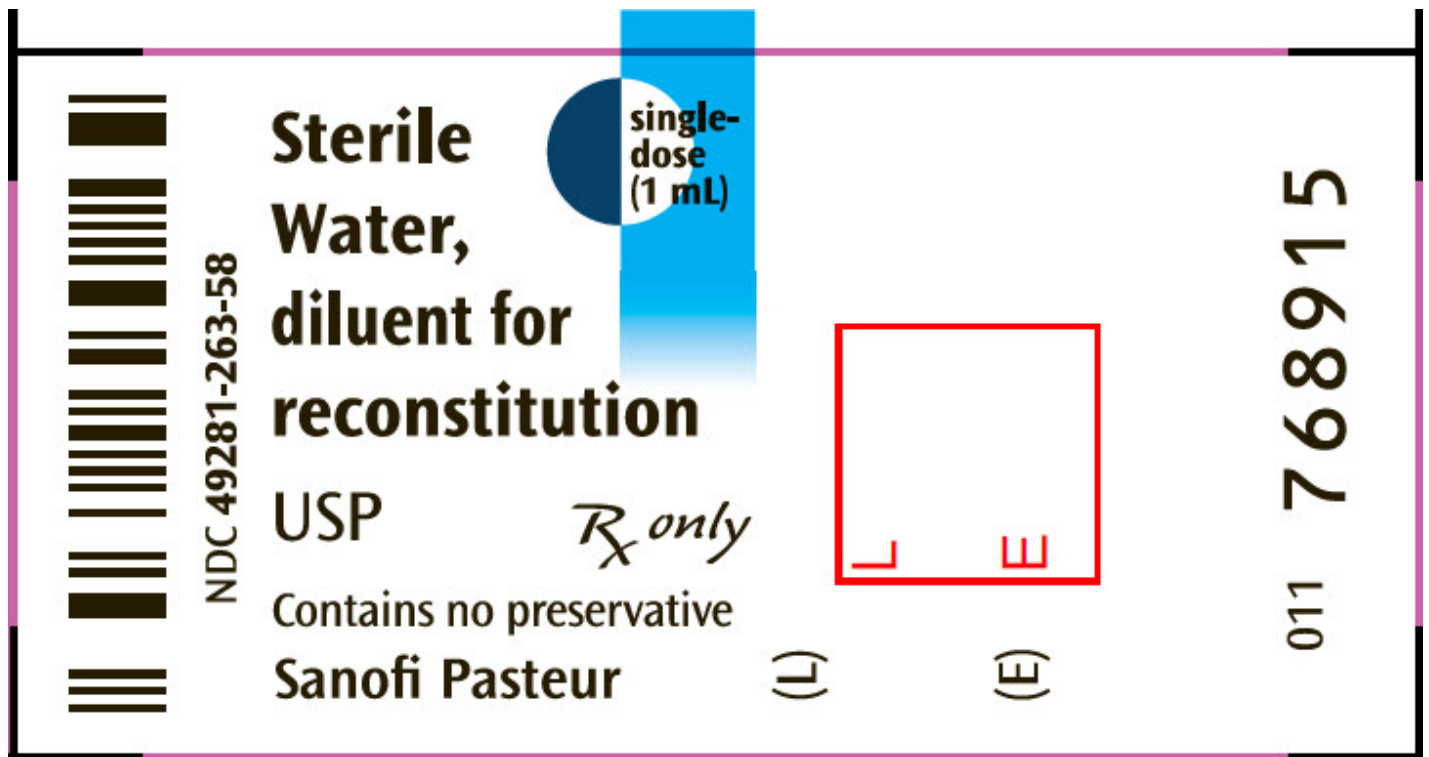 NDC 49281-263-58
Sterile
Water,
diluent for
reconstitution
USP
Rx only
Contains no preservative
Sanofi Pasteur
single-
dose
(1 mL)
L
E
(L)
(E)
011 768915